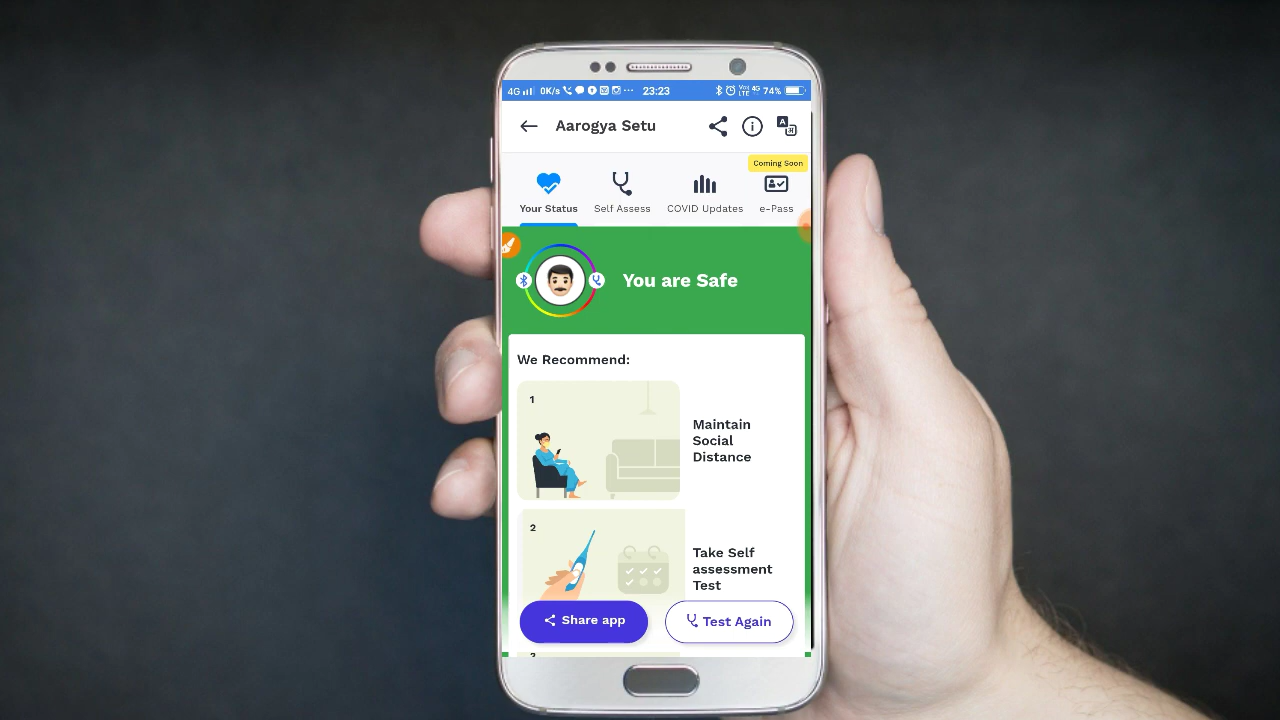 4G 0K/s 23:23 4G 74%
Aarogya Setu
Coming Soon
Your Status Self Assess COVID Updates e-Pass
You are Safe
We Recommend:
1
Maintain
Social
Distance
2
Take Self
assessment
Test
Share app Test Again